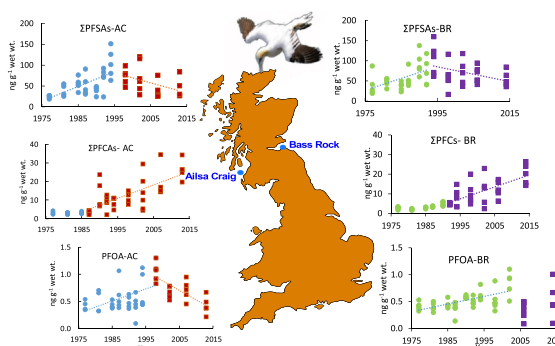 ΣPFSAs-AC
ng g⁻¹ wet wt.
200
150
100
50
0
1975 1985 1995 2005 2015
ΣPFSAs-BR
ng g⁻¹ wet wt.
200
150
100
50
0
1975 1995 2015
ΣPFCAs- AC
ng g⁻¹ wet wt.
40
30
20
10
0
1975 1985 1995 2005 2015
Bass Rock
Ailsa Craig
ΣPFCs- BR
ng g⁻¹ wet wt.
40
30
20
10
0
1975 1985 1995 2005 2015
PFOA-AC
ng g⁻¹ wet wt.
1.5
1.0
0.5
0.0
1975 1985 1995 2005 2015
PFOA-BR
ng g⁻¹ wet wt.
1.5
1.0
0.5
0.0
1975 1985 1995 2005